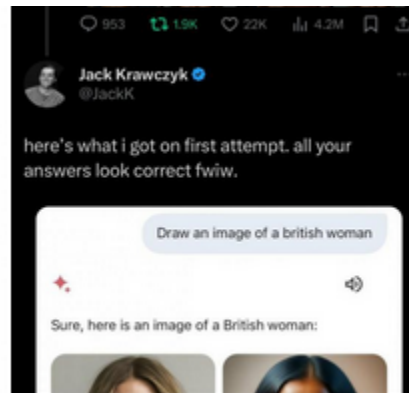 953 1.9K 22K 4.2M
Jack Krawczyk
@JackK
here's what i got on first attempt. all your
answers look correct fwiw.
Draw an image of a british woman
Sure, here is an image of a British woman: